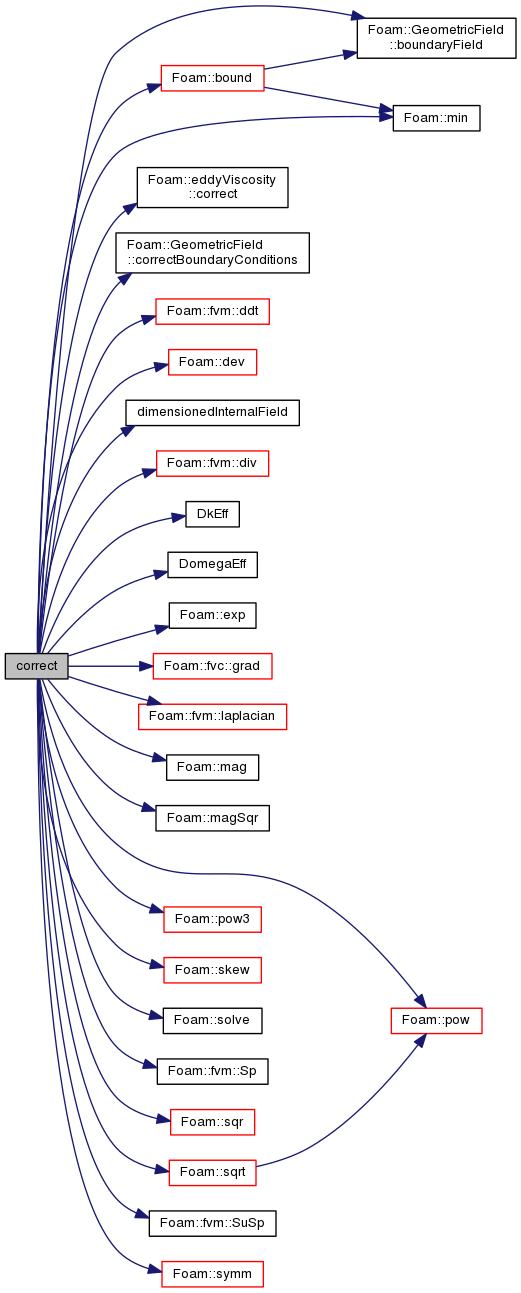 Foam::GeometricField
::boundaryField
Foam::bound
Foam::min
Foam::eddyViscosity
::correct
Foam::GeometricField
::correctBoundaryConditions
Foam::fvm::ddt
Foam::dev
dimensionedInternalField
Foam::fvm::div
DkEff
DomegaEff
Foam::exp
correct
Foam::fvc::grad
Foam::fvm::laplacian
Foam::mag
Foam::magSqr
Foam::pow3
Foam::skew
Foam::solve
Foam::pow
Foam::fvm::Sp
Foam::sqr
Foam::sqrt
Foam::fvm::SuSp
Foam::symm